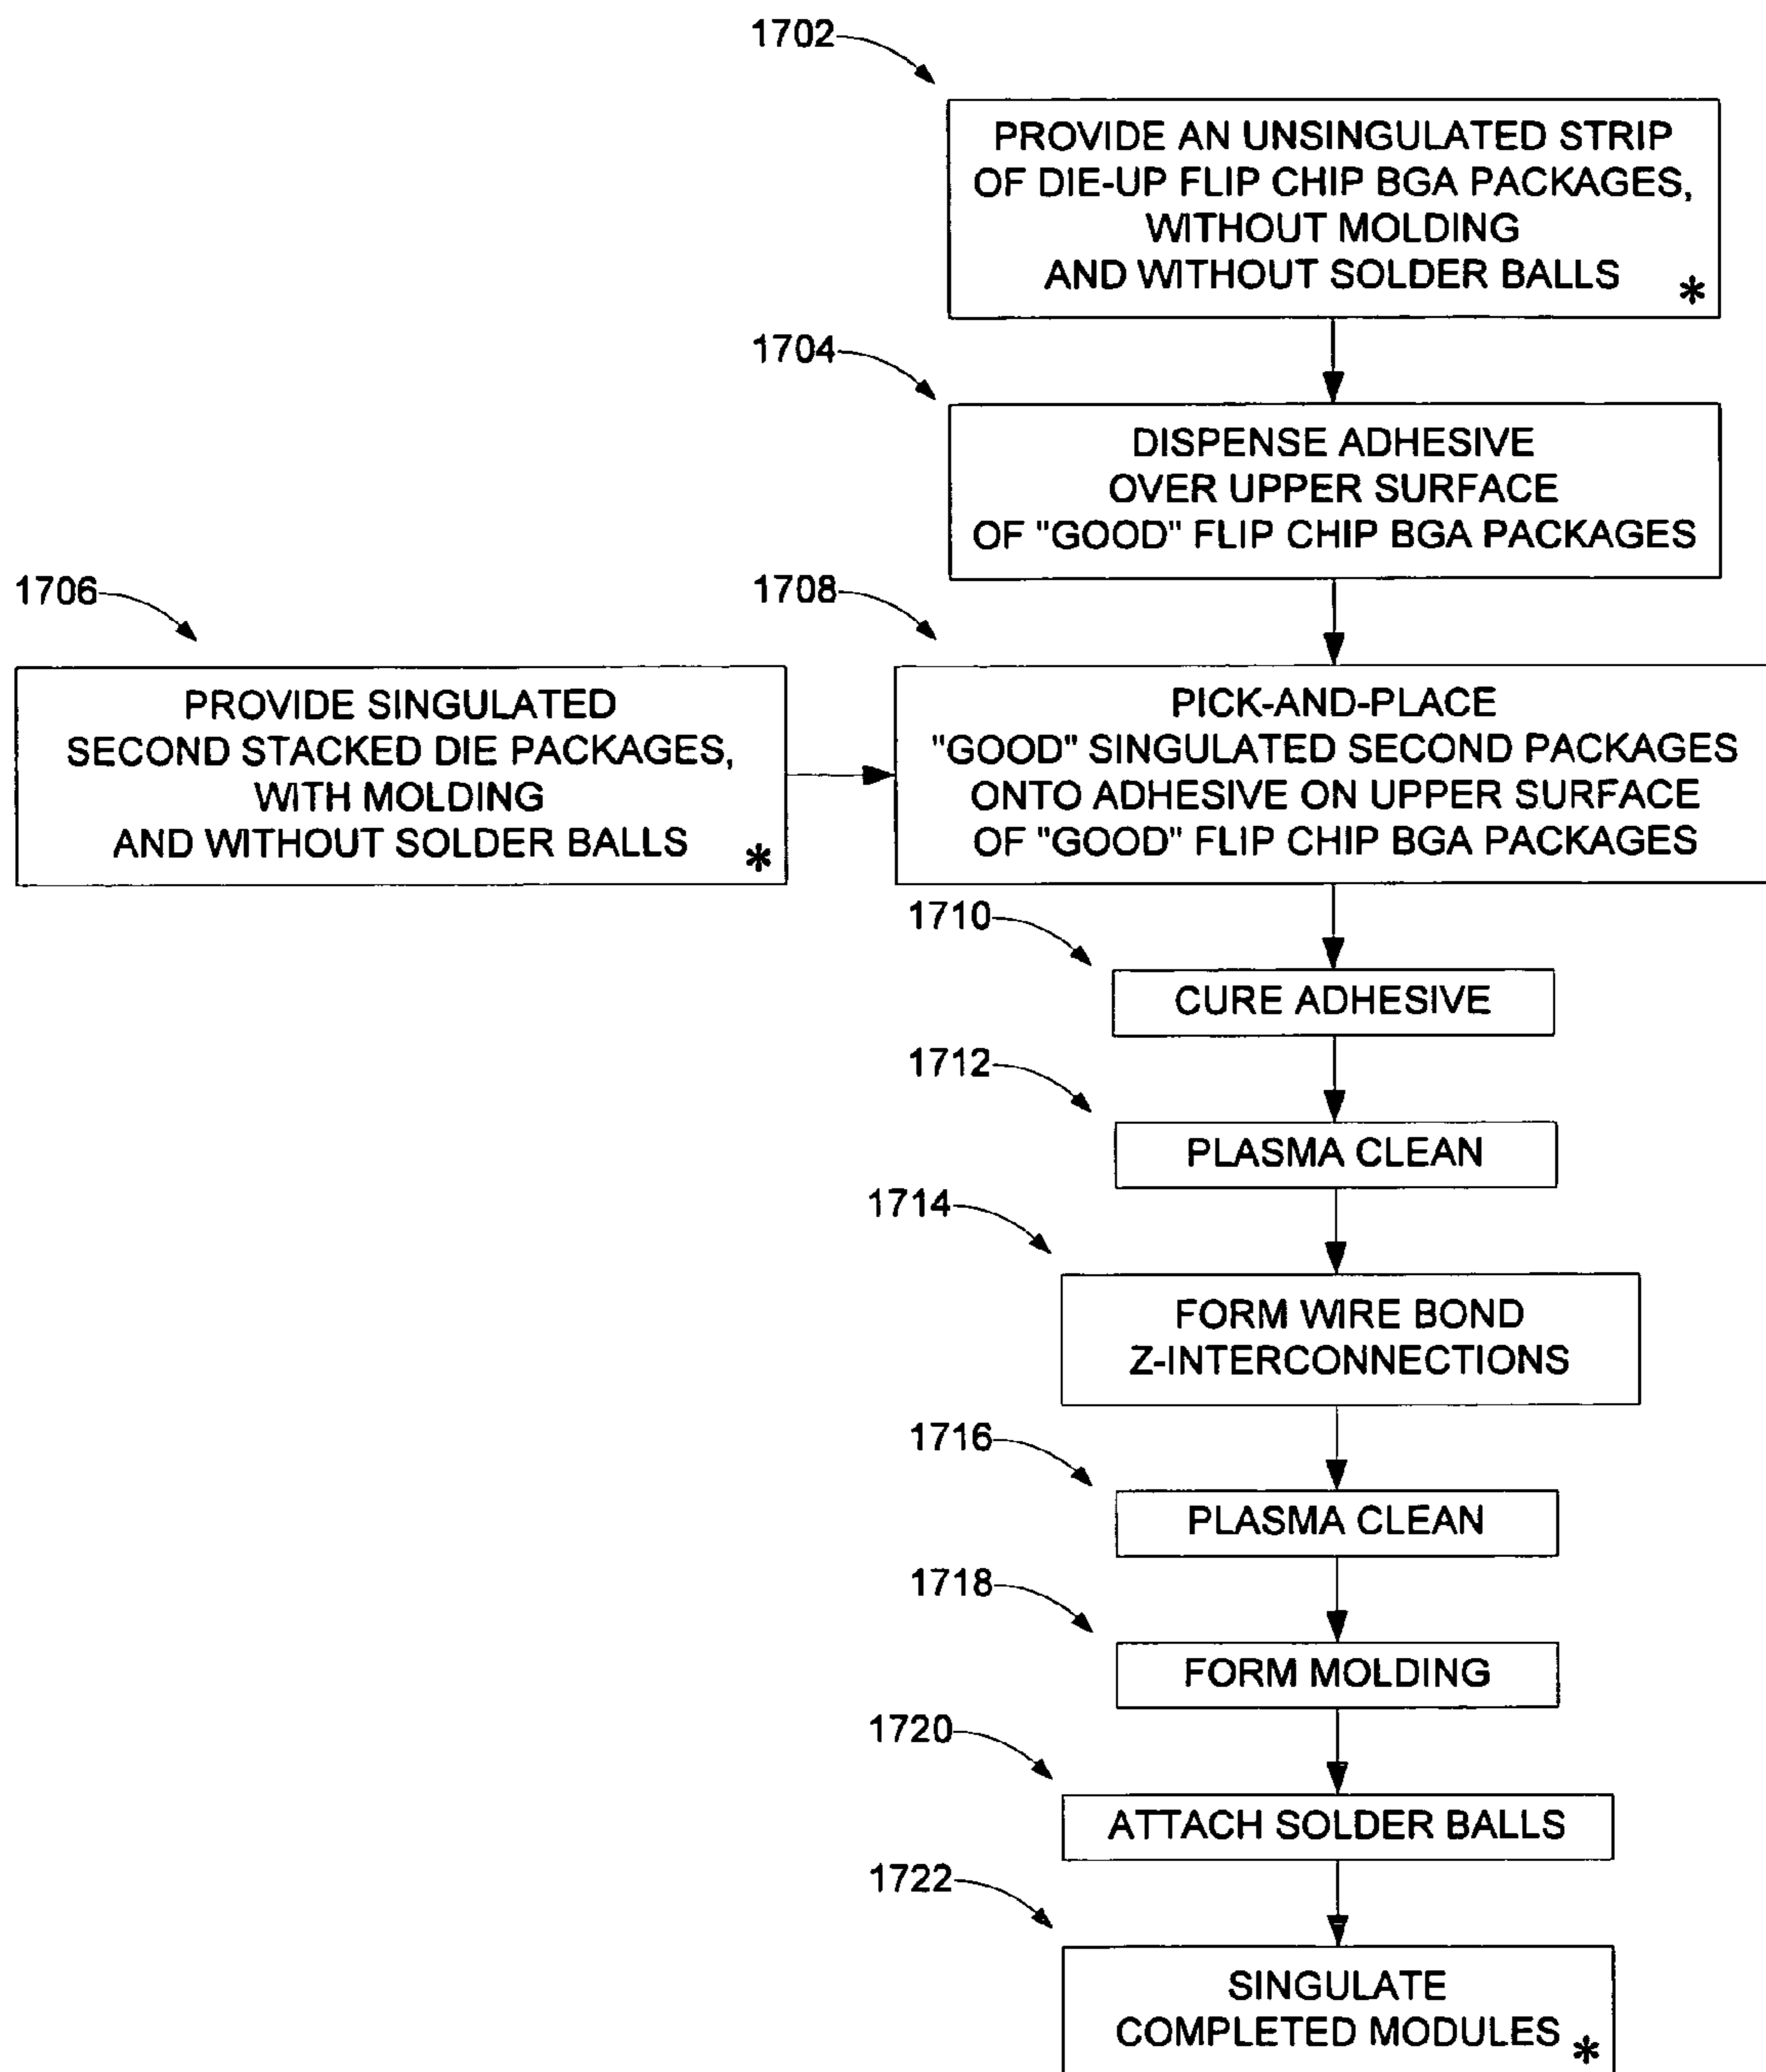 1702
PROVIDE AN UNSINGULATED STRIP
OF DIE-UP FLIP CHIP BGA PACKAGES,
WITHOUT MOLDING
AND WITHOUT SOLDER BALLS *
1704
DISPENSE ADHESIVE
OVER UPPER SURFACE
OF "GOOD" FLIP CHIP BGA PACKAGES
1706
PROVIDE SINGULATED
SECOND STACKED DIE PACKAGES,
WITH MOLDING
AND WITHOUT SOLDER BALLS *
1708
PICK-AND-PLACE
"GOOD" SINGULATED SECOND PACKAGES
ONTO ADHESIVE ON UPPER SURFACE
OF "GOOD" FLIP CHIP BGA PACKAGES
1710
CURE ADHESIVE
1712
PLASMA CLEAN
1714
FORM WIRE BOND
Z-INTERCONNECTIONS
1716
PLASMA CLEAN
1718
FORM MOLDING
1720
ATTACH SOLDER BALLS
1722
SINGULATE
COMPLETED MODULES *